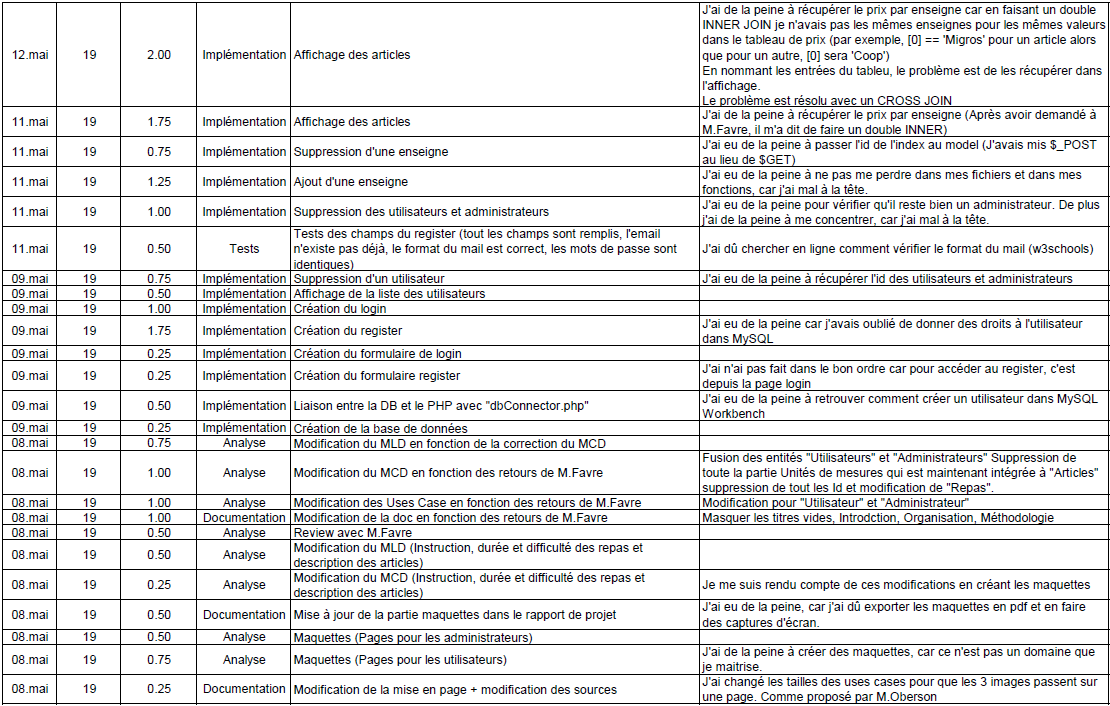 J'ai de la peine à récupérer le prix par enseigne car en faisant un double
INNER JOIN je n'avais pas les mêmes enseignes pour les mêmes valeurs
dans le tableau de prix (par exemple, [0] == 'Migros' pour un article alors
12.mai 19 2.00 Implémentation Affichage des articles que pour un autre, [0] sera 'Coop')
En nommant les entrées du tableu, le problème est de les récupérer dans
l'affichage.
Le problème est résolu avec un CROSS JOIN
11.mai 19 1.75 Implémentation Affichage des articles J'ai de la peine à récupérer le prix par enseigne (Après avoir demandé à
M.Favre, il m'a dit de faire un double INNER)
11.mai 19 0.75 Implémentation Suppression d'une enseigne J'ai eu de la peine à passer l'id de l'index au model (J'avais mis $_POST
au lieu de $GET)
11.mai 19 1.25 Implémentation Ajout d'une enseigne J'ai eu de la peine à ne pas me perdre dans mes fichiers et dans mes
fonctions, car j'ai mal à la tête.
11.mai 19 1.00 Implémentation Suppression des utilisateurs et administrateurs J'ai eu de la peine pour vérifier qu'il reste bien un administrateur. De plus
j'ai de la peine à me concentrer, car j'ai mal à la tête.
11.mai 19 0.50 Tests Tests des champs du register (tout les champs sont remplis, l'email
n'existe pas déjà, le format du mail est correct, les mots de passe sont
identiques)
J'ai dû chercher en ligne comment vérifier le format du mail (w3schools)
09.mai 19 0.75 Implémentation Suppression d'un utilisateur J'ai eu de la peine à récupérer l'id des utilisateurs et administrateurs
09.mai 19 0.50 Implémentation Affichage de la liste des utilisateurs
09.mai 19 1.00 Implémentation Création du login
09.mai 19 1.75 Implémentation Création du register J'ai eu de la peine car j'avais oublié de donner des droits à l'utilisateur
dans MySQL
09.mai 19 0.25 Implémentation Création du formulaire de login
09.mai 19 0.25 Implémentation Création du formulaire register J'ai n'ai pas fait dans le bon ordre car pour accéder au register, c'est
depuis la page login
09.mai 19 0.50 Implémentation Liaison entre la DB et le PHP avec "dbConnector.php" J'ai eu de la peine à retrouver comment créer un utilisateur dans MySQL
Workbench
09.mai 19 0.25 Implémentation Création de la base de données
08.mai 19 0.75 Analyse Modification du MLD en fonction de la correction du MCD
08.mai 19 1.00 Analyse Modification du MCD en fonction des retours de M.Favre Fusion des entités "Utilisateurs" et "Administrateurs" Suppression de
toute la partie Unités de mesures qui est maintenant intégrée à "Articles"
suppression de tout les Id et modification de "Repas".
08.mai 19 1.00 Analyse Modification des Uses Case en fonction des retours de M.Favre Modification pour "Utilisateur" et "Administrateur"
08.mai 19 1.00 Documentation Modification de la doc en fonction des retours de M.Favre Masquer les titres vides, Introdction, Organisation, Méthodologie
08.mai 19 0.50 Analyse Review avec M.Favre
08.mai 19 0.50 Analyse Modification du MLD (Instruction, durée et difficulté des repas et
description des articles)
08.mai 19 0.25 Analyse Modification du MCD (Instruction, durée et difficulté des repas et
description des articles)
Je me suis rendu compte de ces modifications en créant les maquettes
08.mai 19 0.50 Documentation Mise à jour de la partie maquettes dans le rapport de projet J'ai eu de la peine, car j'ai dû exporter les maquettes en pdf et en faire
des captures d'écran.
08.mai 19 0.50 Analyse Maquettes (Pages pour les administrateurs)
08.mai 19 0.75 Analyse Maquettes (Pages pour les utilisateurs) J'ai de la peine à créer des maquettes, car ce n'est pas un domaine que
je maitrise.
08.mai 19 0.25 Documentation Modification de la mise en page + modification des sources J'ai changé les tailles des uses cases pour que les 3 images passent sur
une page. Comme proposé par M.Oberson